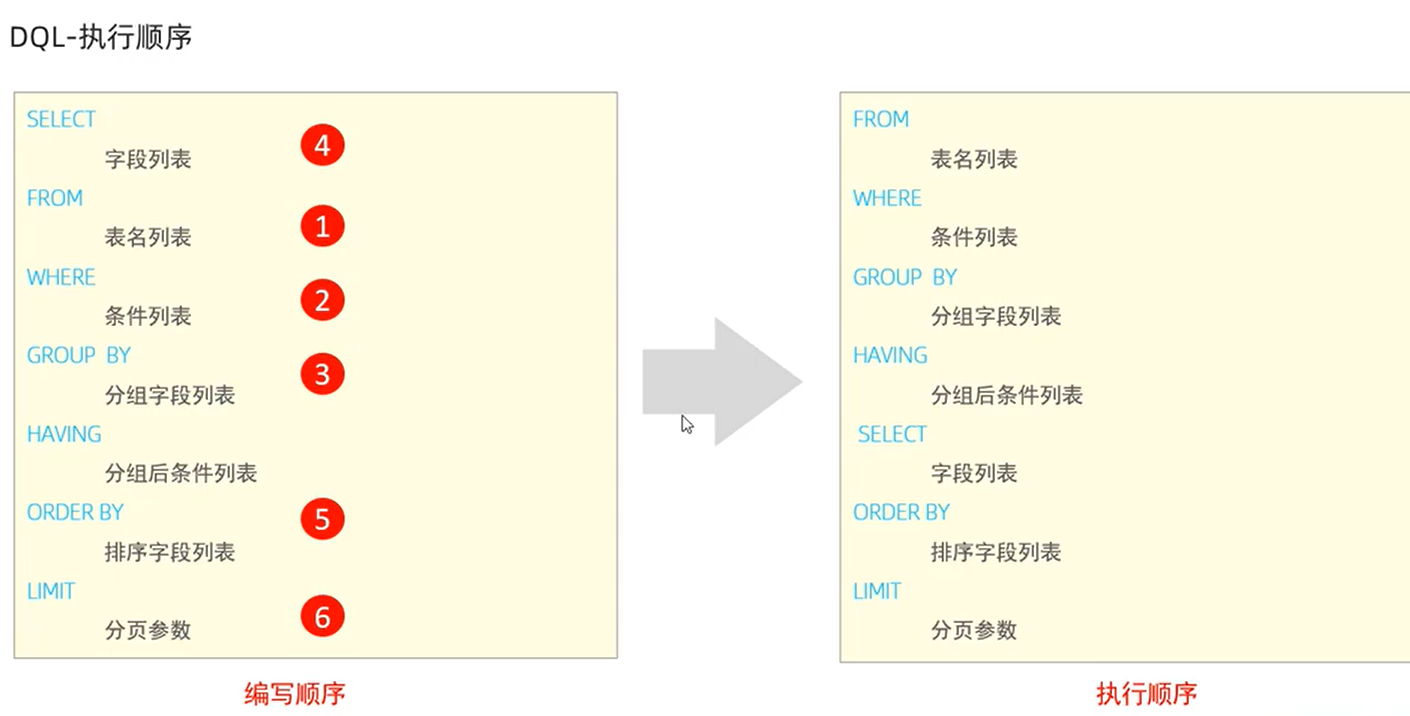 DQL-执行顺序
SELECT
4
字段列表
FROM
1
表名列表
WHERE
2
条件列表
GROUP BY
3
分组字段列表
HAVING
分组后条件列表
ORDER BY
5
排序字段列表
LIMIT
6
分页参数
编写顺序
FROM
表名列表
WHERE
条件列表
GROUP BY
分组字段列表
HAVING
分组后条件列表
SELECT
字段列表
ORDER BY
排序字段列表
LIMIT
分页参数
执行顺序